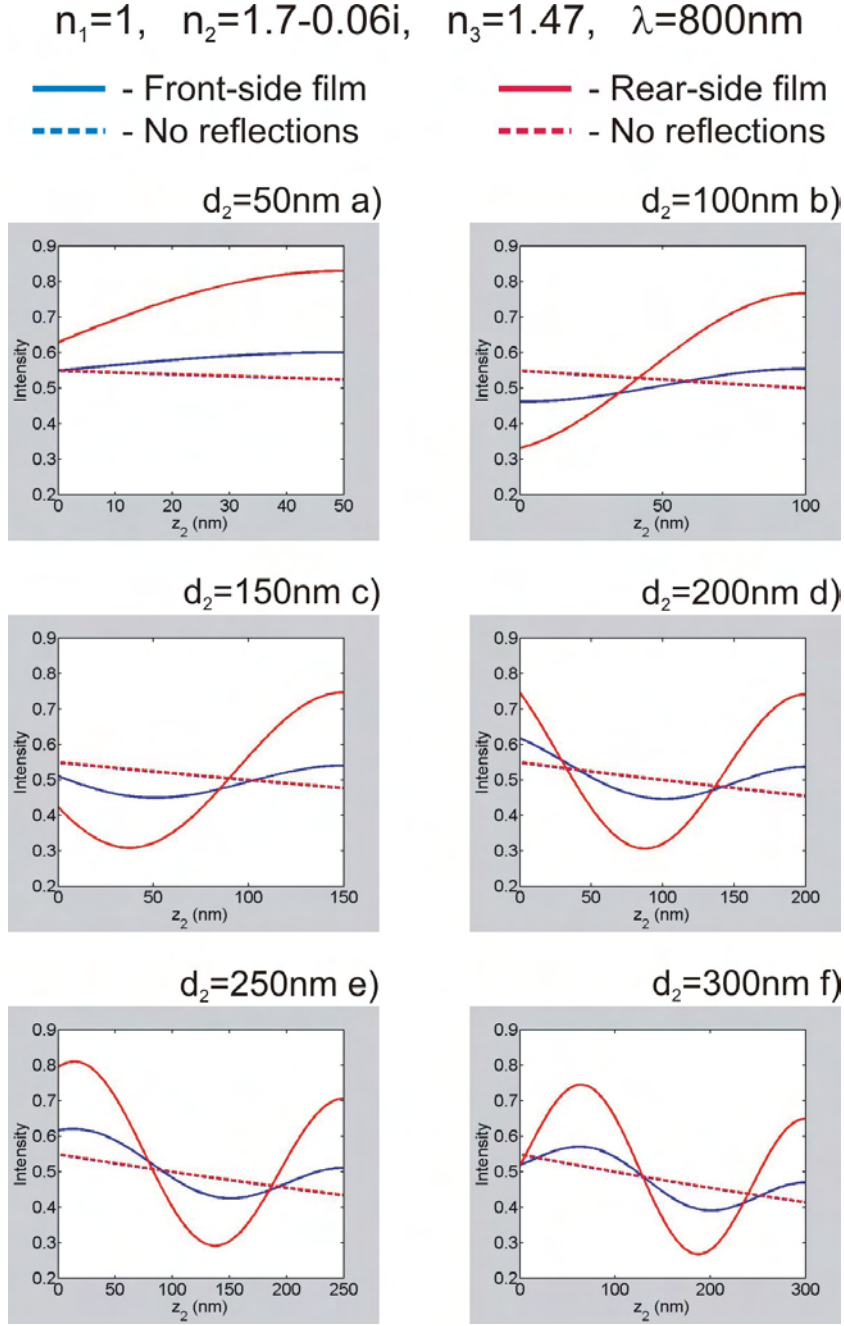 n₁=1, n₂=1.7-0.06i, n₃=1.47, λ=800nm
- Front-side film - Rear-side film
- No reflections - No reflections
d₂=50nm a) d₂=100nm b)
0.9
0.8
0.7
0.6
0.5
0.4
0.3
0.2
Intensity
0 10 20 30 40 50
z₂ (nm)
0.9
0.8
0.7
0.6
0.5
0.4
0.3
0.2
Intensity
0 50 100
z₂ (nm)
d₂=150nm c) d₂=200nm d)
0.9
0.8
0.7
0.6
0.5
0.4
0.3
0.2
Intensity
0 50 100 150
z₂ (nm)
0.9
0.8
0.7
0.6
0.5
0.4
0.3
0.2
Intensity
0 50 100 150 200
z₂ (nm)
d₂=250nm e) d₂=300nm f)
0.9
0.8
0.7
0.6
0.5
0.4
0.3
0.2
Intensity
0 50 100 150 200 250
z₂ (nm)
0.9
0.8
0.7
0.6
0.5
0.4
0.3
0.2
Intensity
0 100 200 300
z₂ (nm)